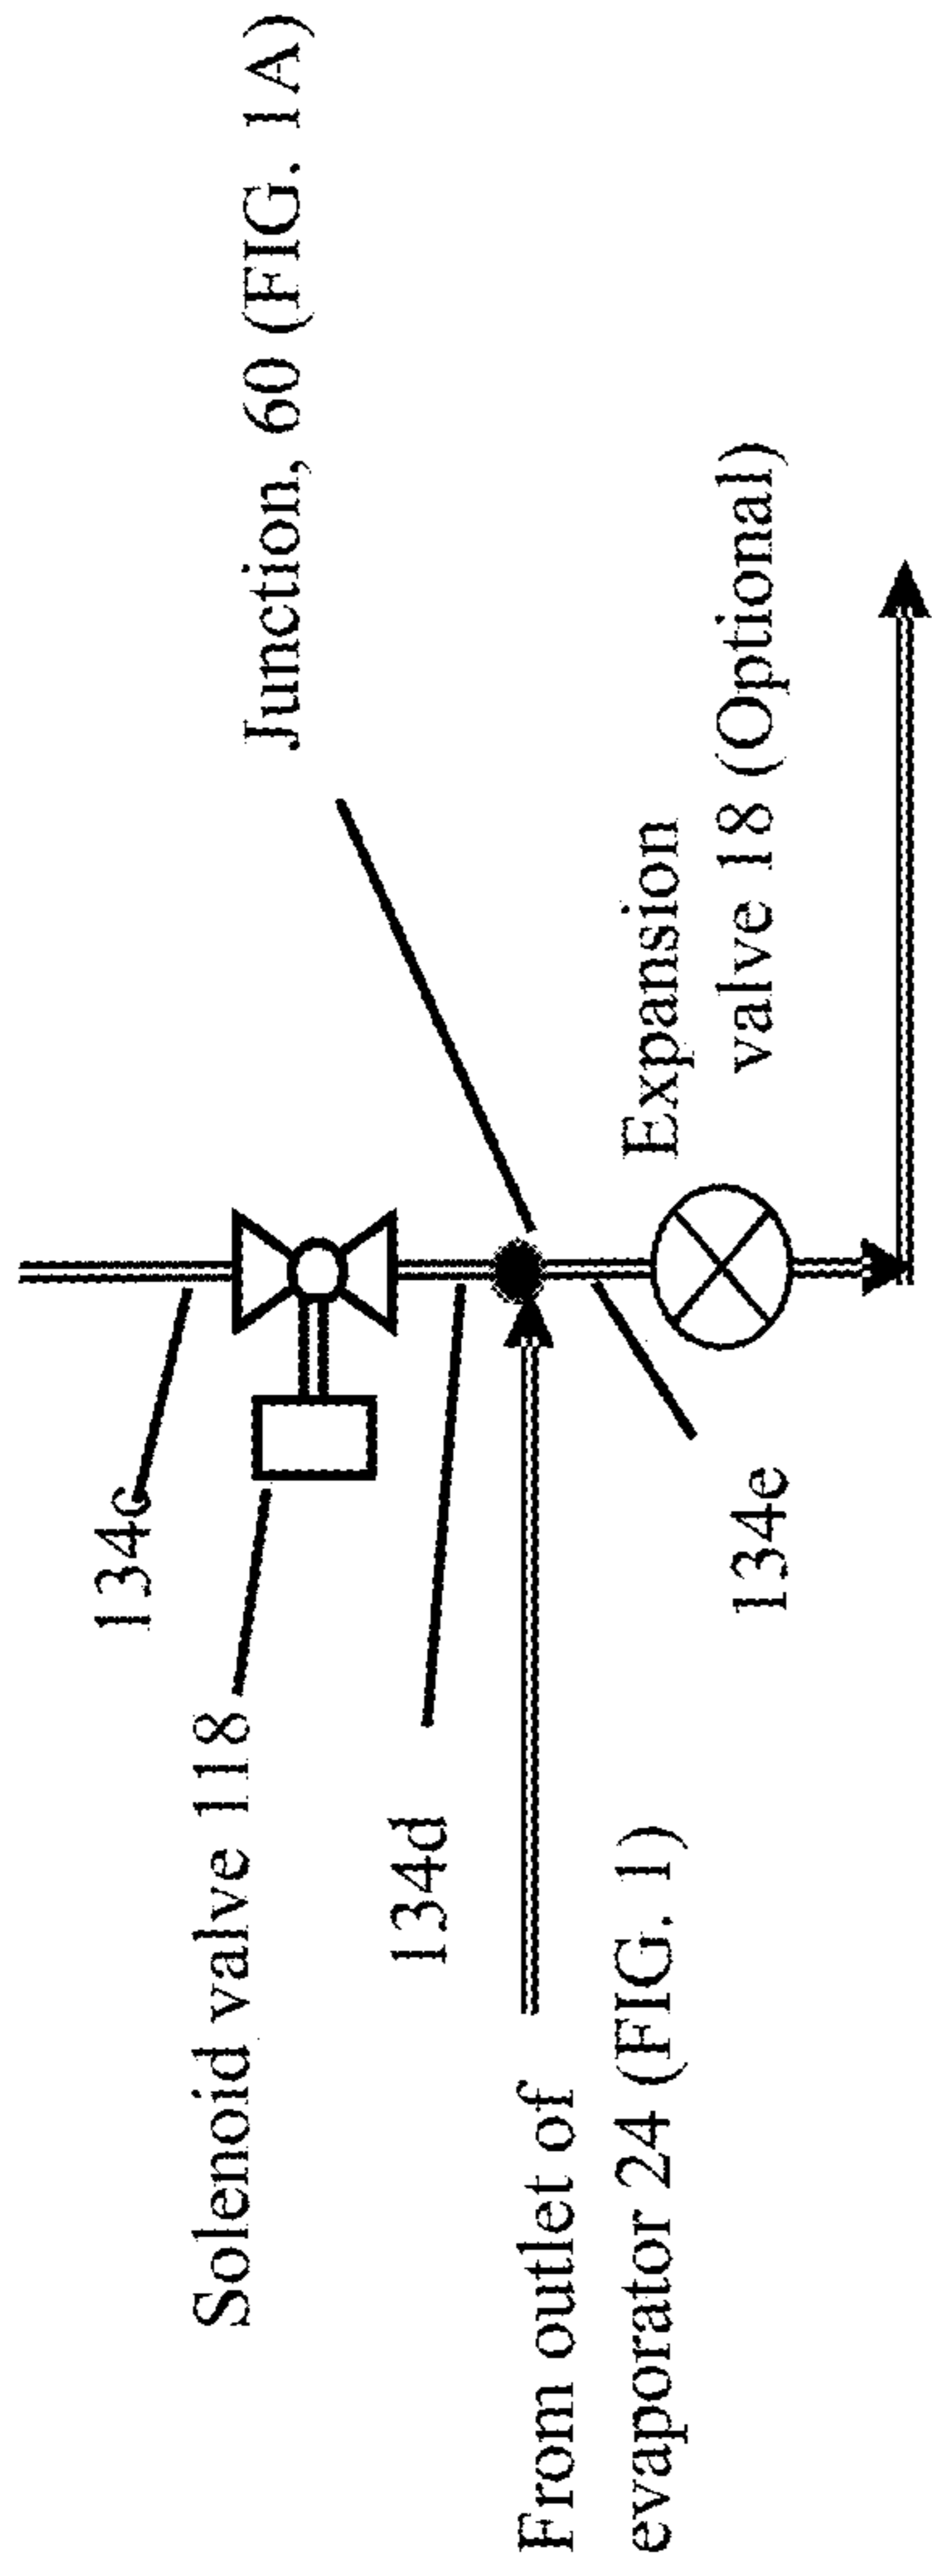 134c
Solenoid valve 118
Junction, 60 (FIG. 1A)
134d
From outlet of
evaporator 24 (FIG. 1)
Expansion
valve 18 (Optional)
134e